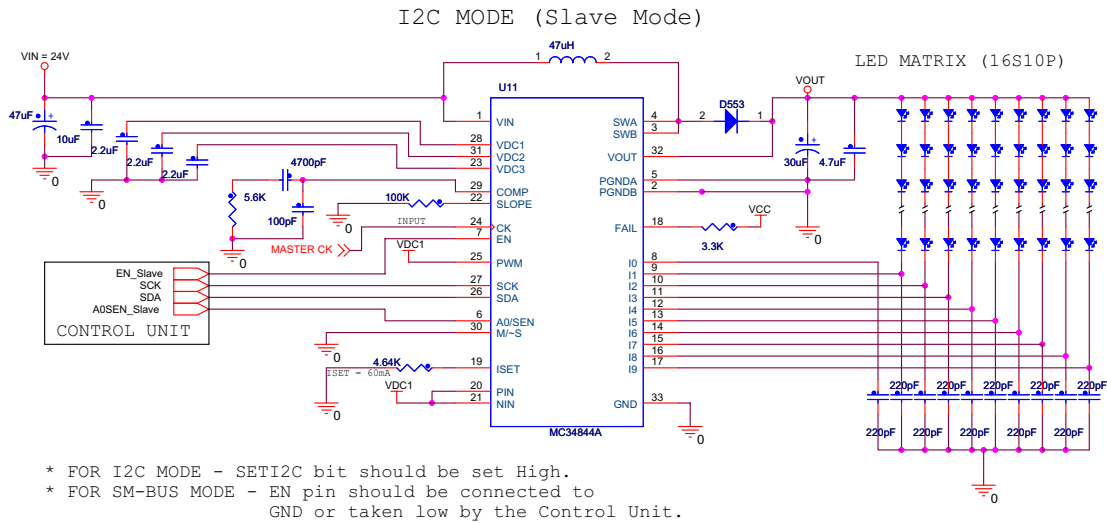 I2C MODE (Slave Mode)
VIN = 24V
47uH
1 2
LED MATRIX (16S10P)
VOUT
U11
D553
2 1
47uF
10uF
2.2uF
2.2uF
2.2uF
4700pF
5.6K
100pF
100K
INPUT
MASTER CK
VDC1
30uF
4.7uF
VCC
3.3K
1 VIN
28 VDC1
31 VDC2
23 VDC3
29 COMP
22 SLOPE
24 CK
7 EN
25 PWM
27 SCK
26 SDA
6 A0/SEN
30 M/~S
19 ISET
20 PIN
21 NIN
SWA 4
SWB 3
VOUT 32
PGNDA 5
PGNDB 2
FAIL 18
I0 8
I1 9
I2 10
I3 11
I4 12
I5 13
I6 14
I7 15
I8 16
I9 17
GND 33
MC34844A
EN_Slave
SCK
SDA
A0SEN_Slave
CONTROL UNIT
4.64K
ISET - 60mA
VDC1
220pF 220pF 220pF 220pF 220pF
220pF 220pF 220pF 220pF 220pF
0
0
0
0
0
0
0
0
0
0
* FOR I2C MODE - SETI2C bit should be set High.
* FOR SM-BUS MODE - EN pin should be connected to
GND or taken low by the Control Unit.